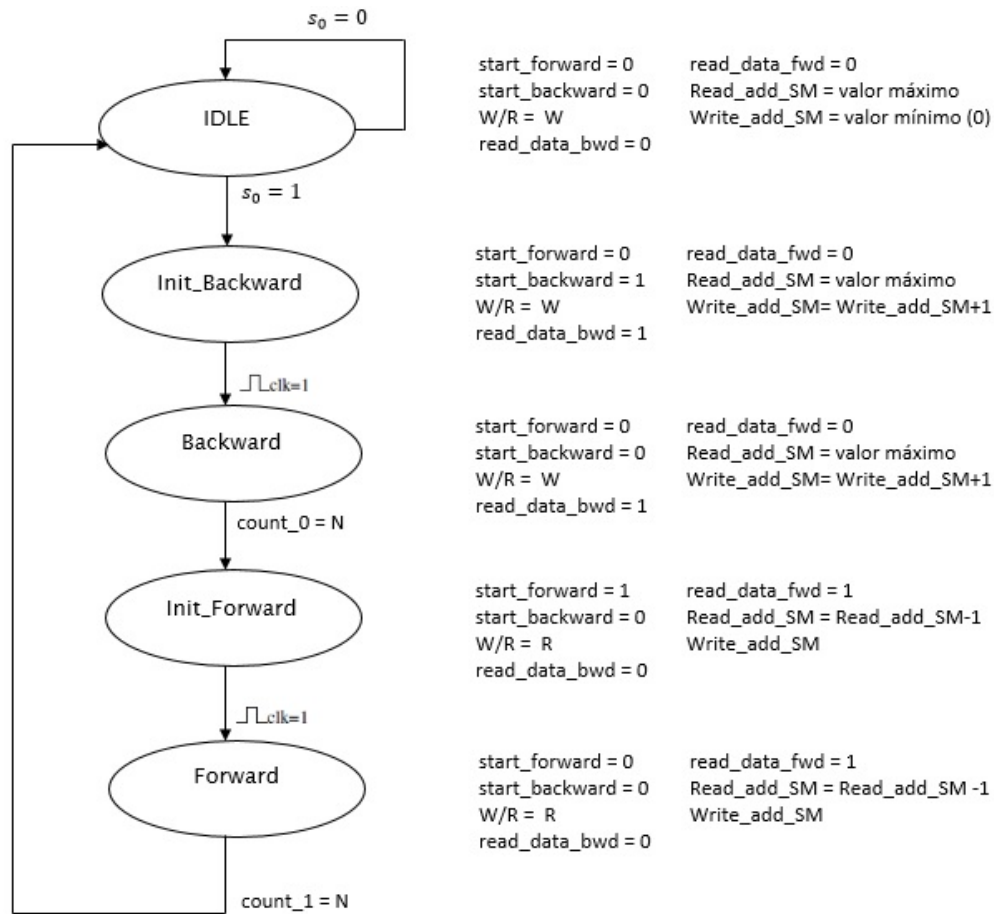 s₀ = 0
IDLE
start_forward = 0 read_data_fwd = 0
start_backward = 0 Read_add_SM = valor máximo
W/R = W Write_add_SM = valor mínimo (0)
read_data_bwd = 0
s₀ = 1
Init_Backward
start_forward = 0 read_data_fwd = 0
start_backward = 1 Read_add_SM = valor máximo
W/R = W Write_add_SM= Write_add_SM+1
read_data_bwd = 1
clk=1
Backward
start_forward = 0 read_data_fwd = 0
start_backward = 0 Read_add_SM = valor máximo
W/R = W Write_add_SM= Write_add_SM+1
read_data_bwd = 1
count_0 = N
Init_Forward
start_forward = 1 read_data_fwd = 1
start_backward = 0 Read_add_SM = Read_add_SM-1
W/R = R Write_add_SM
read_data_bwd = 0
clk=1
Forward
start_forward = 0 read_data_fwd = 1
start_backward = 0 Read_add_SM = Read_add_SM -1
W/R = R Write_add_SM
read_data_bwd = 0
count_1 = N